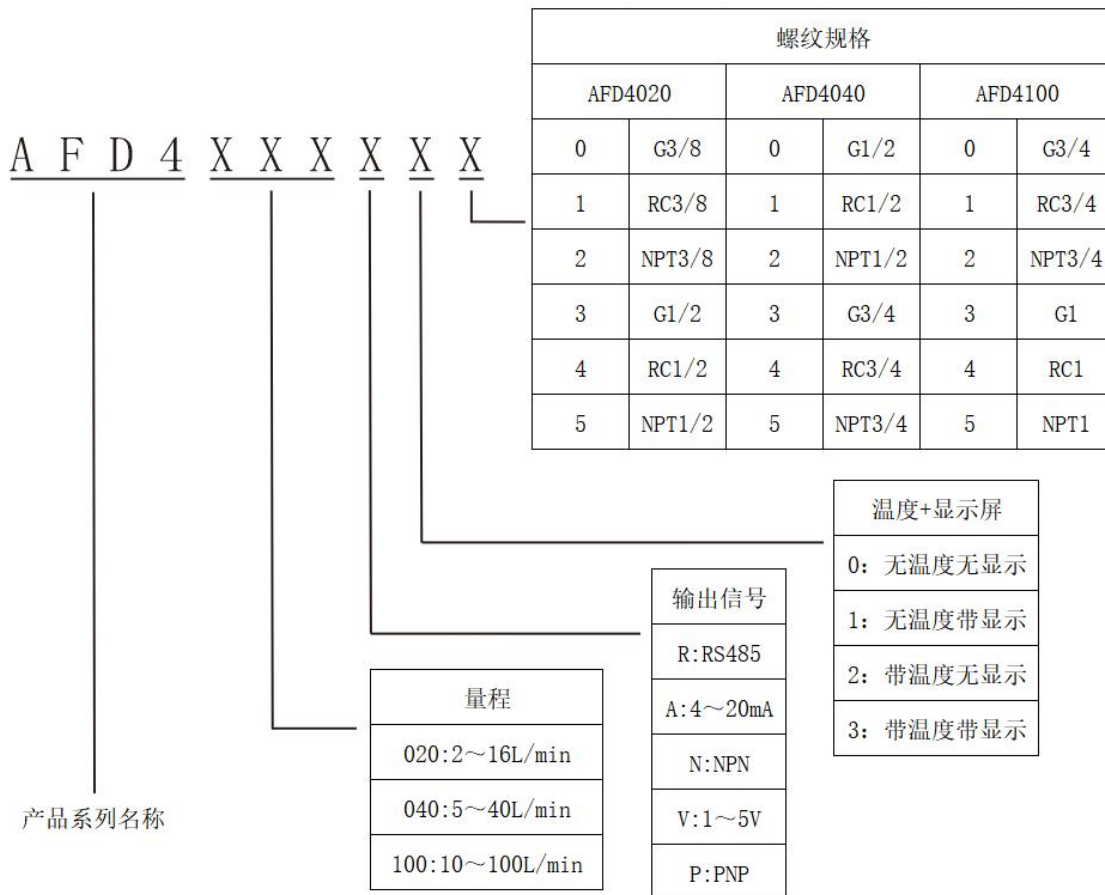 螺纹规格
AFD4020 AFD4040 AFD4100
AFD4XXXXXX
0 G3/8 0 G1/2 0 G3/4
1 RC3/8 1 RC1/2 1 RC3/4
2 NPT3/8 2 NPT1/2 2 NPT3/4
3 G1/2 3 G3/4 3 G1
4 RC1/2 4 RC3/4 4 RC1
5 NPT1/2 5 NPT3/4 5 NPT1
温度+显示屏
0: 无温度无显示
1: 无温度带显示
2: 带温度无显示
3: 带温度带显示
输出信号
R:RS485
A:4～20mA
N:NPN
V:1～5V
P:PNP
量程
020:2～16L/min
040:5～40L/min
100:10～100L/min
产品系列名称